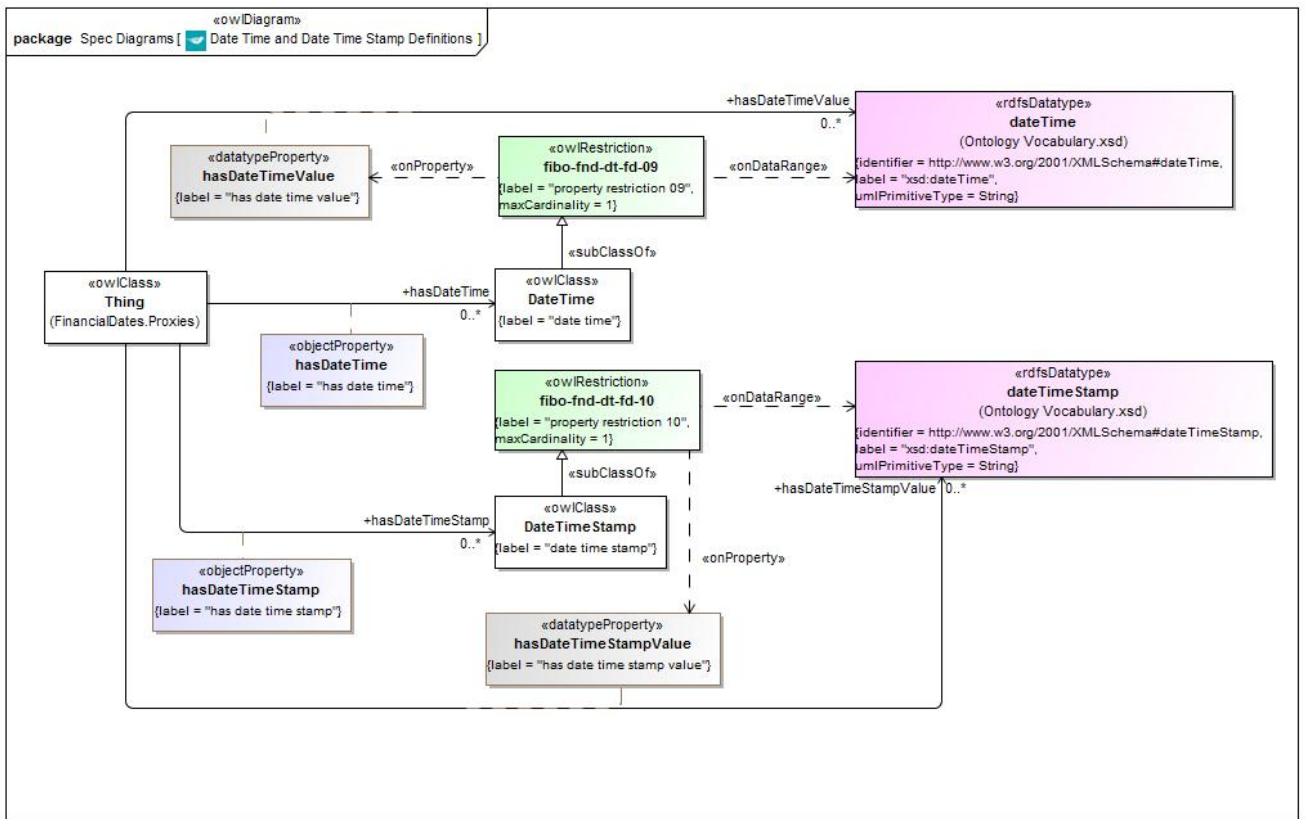 «owlDiagram»
package Spec Diagrams [ Date Time and Date Time Stamp Definitions ]
+hasDateTimeValue
0..*
«rdfsDatatype»
dateTime
(Ontology Vocabulary.xsd)
{identifier = http://www.w3.org/2001/XMLSchema#dateTime,
label = "xsd:dateTime",
umlPrimitiveType = String}
«datatypeProperty»
hasDateTimeValue
{label = "has date time value"}
«onProperty»
«owlRestriction»
fibo-fnd-dt-fd-09
{label = "property restriction 09",
maxCardinality = 1}
«onDataRange»
«subClassOf»
«owlClass»
Thing
(FinancialDates.Proxies)
+hasDateTime
0..*
«owlClass»
DateTime
{label = "date time"}
«objectProperty»
hasDateTime
{label = "has date time"}
«owlRestriction»
fibo-fnd-dt-fd-10
{label = "property restriction 10",
maxCardinality = 1}
«onDataRange»
«rdfsDatatype»
dateTimeStamp
(Ontology Vocabulary.xsd)
{identifier = http://www.w3.org/2001/XMLSchema#dateTimeStamp,
label = "xsd:dateTimeStamp",
umlPrimitiveType = String}
«subClassOf»
+hasDateTimeStampValue 0..*
+hasDateTimeStamp
0..*
«owlClass»
DateTimeStamp
{label = "date time stamp"}
«onProperty»
«objectProperty»
hasDateTimeStamp
{label = "has date time stamp"}
«datatypeProperty»
hasDateTimeStampValue
{label = "has date time stamp value"}